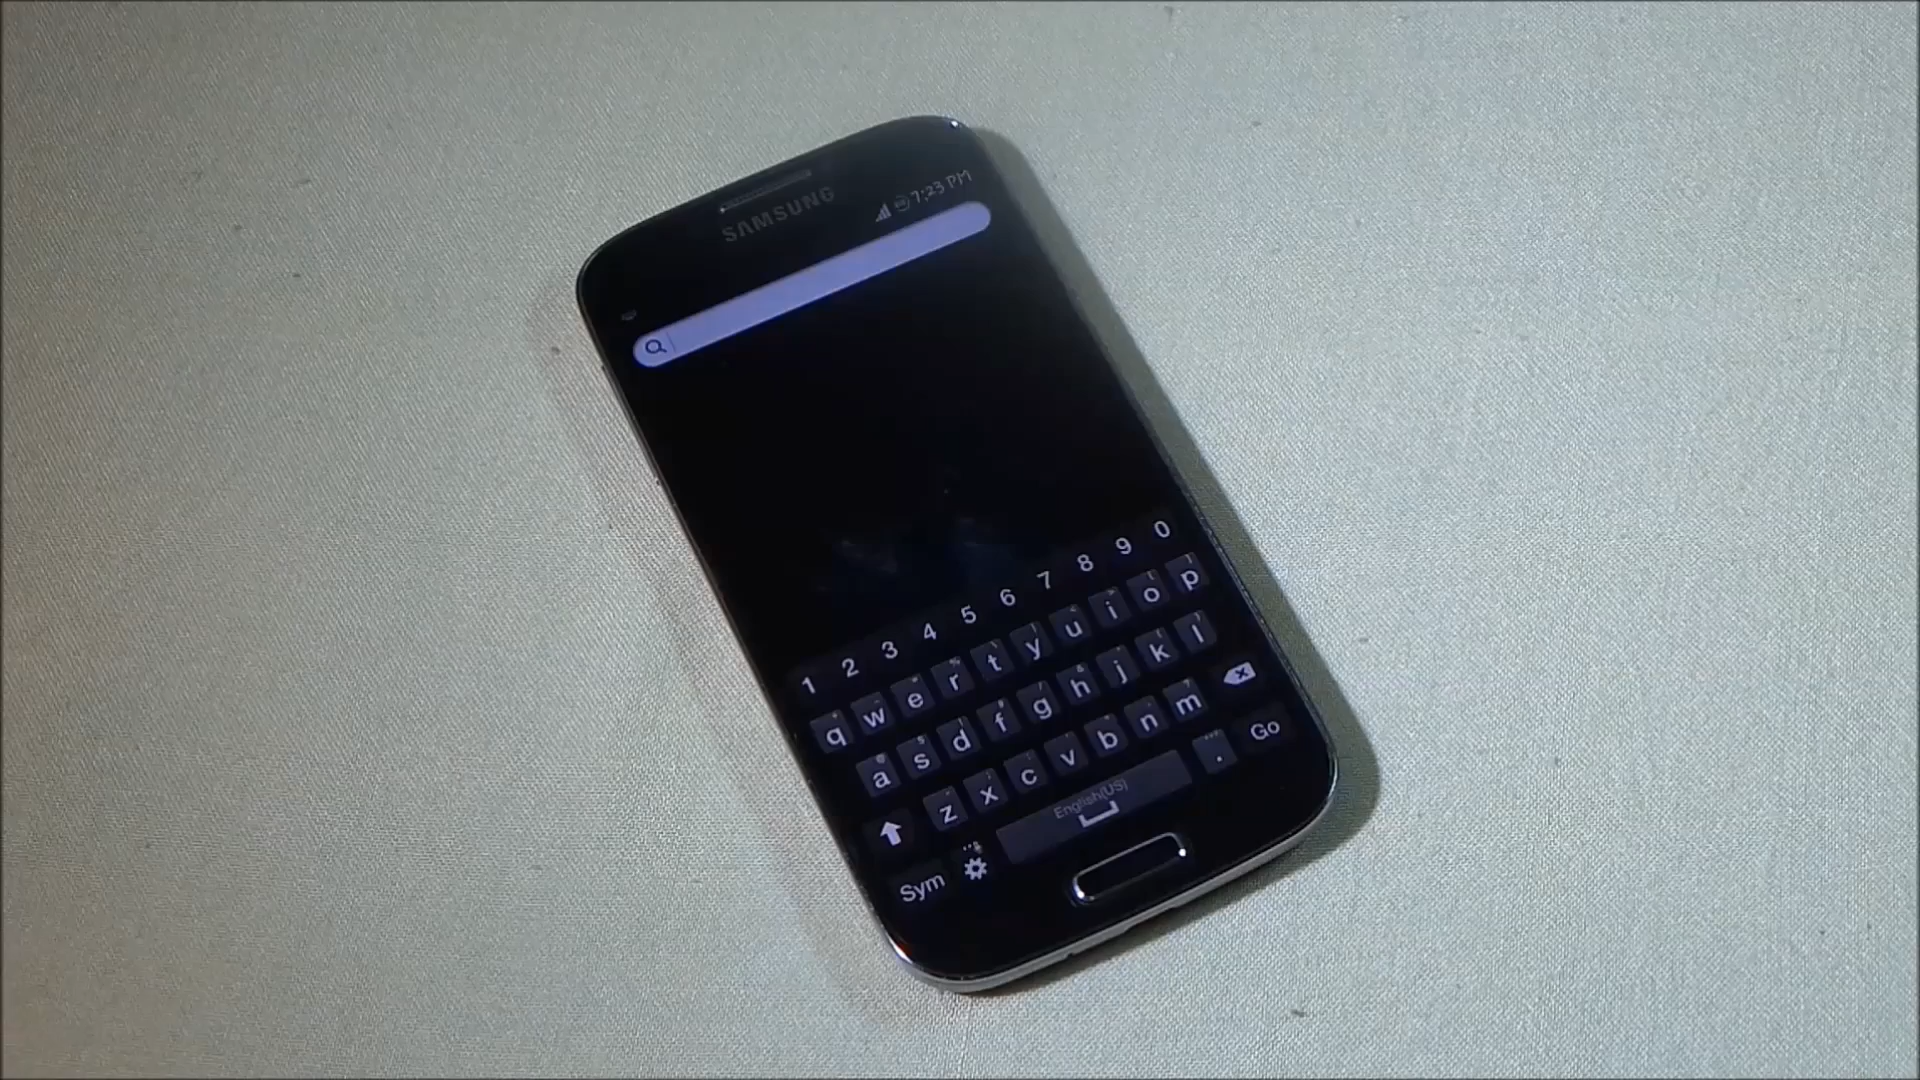 SAMSUNG
7:23 PM
1 2 3 4 5 6 7 8 9 0
q w e r t y u i o p
a s d f g h j k l
z x c v b n m
Sym English(US) . Go